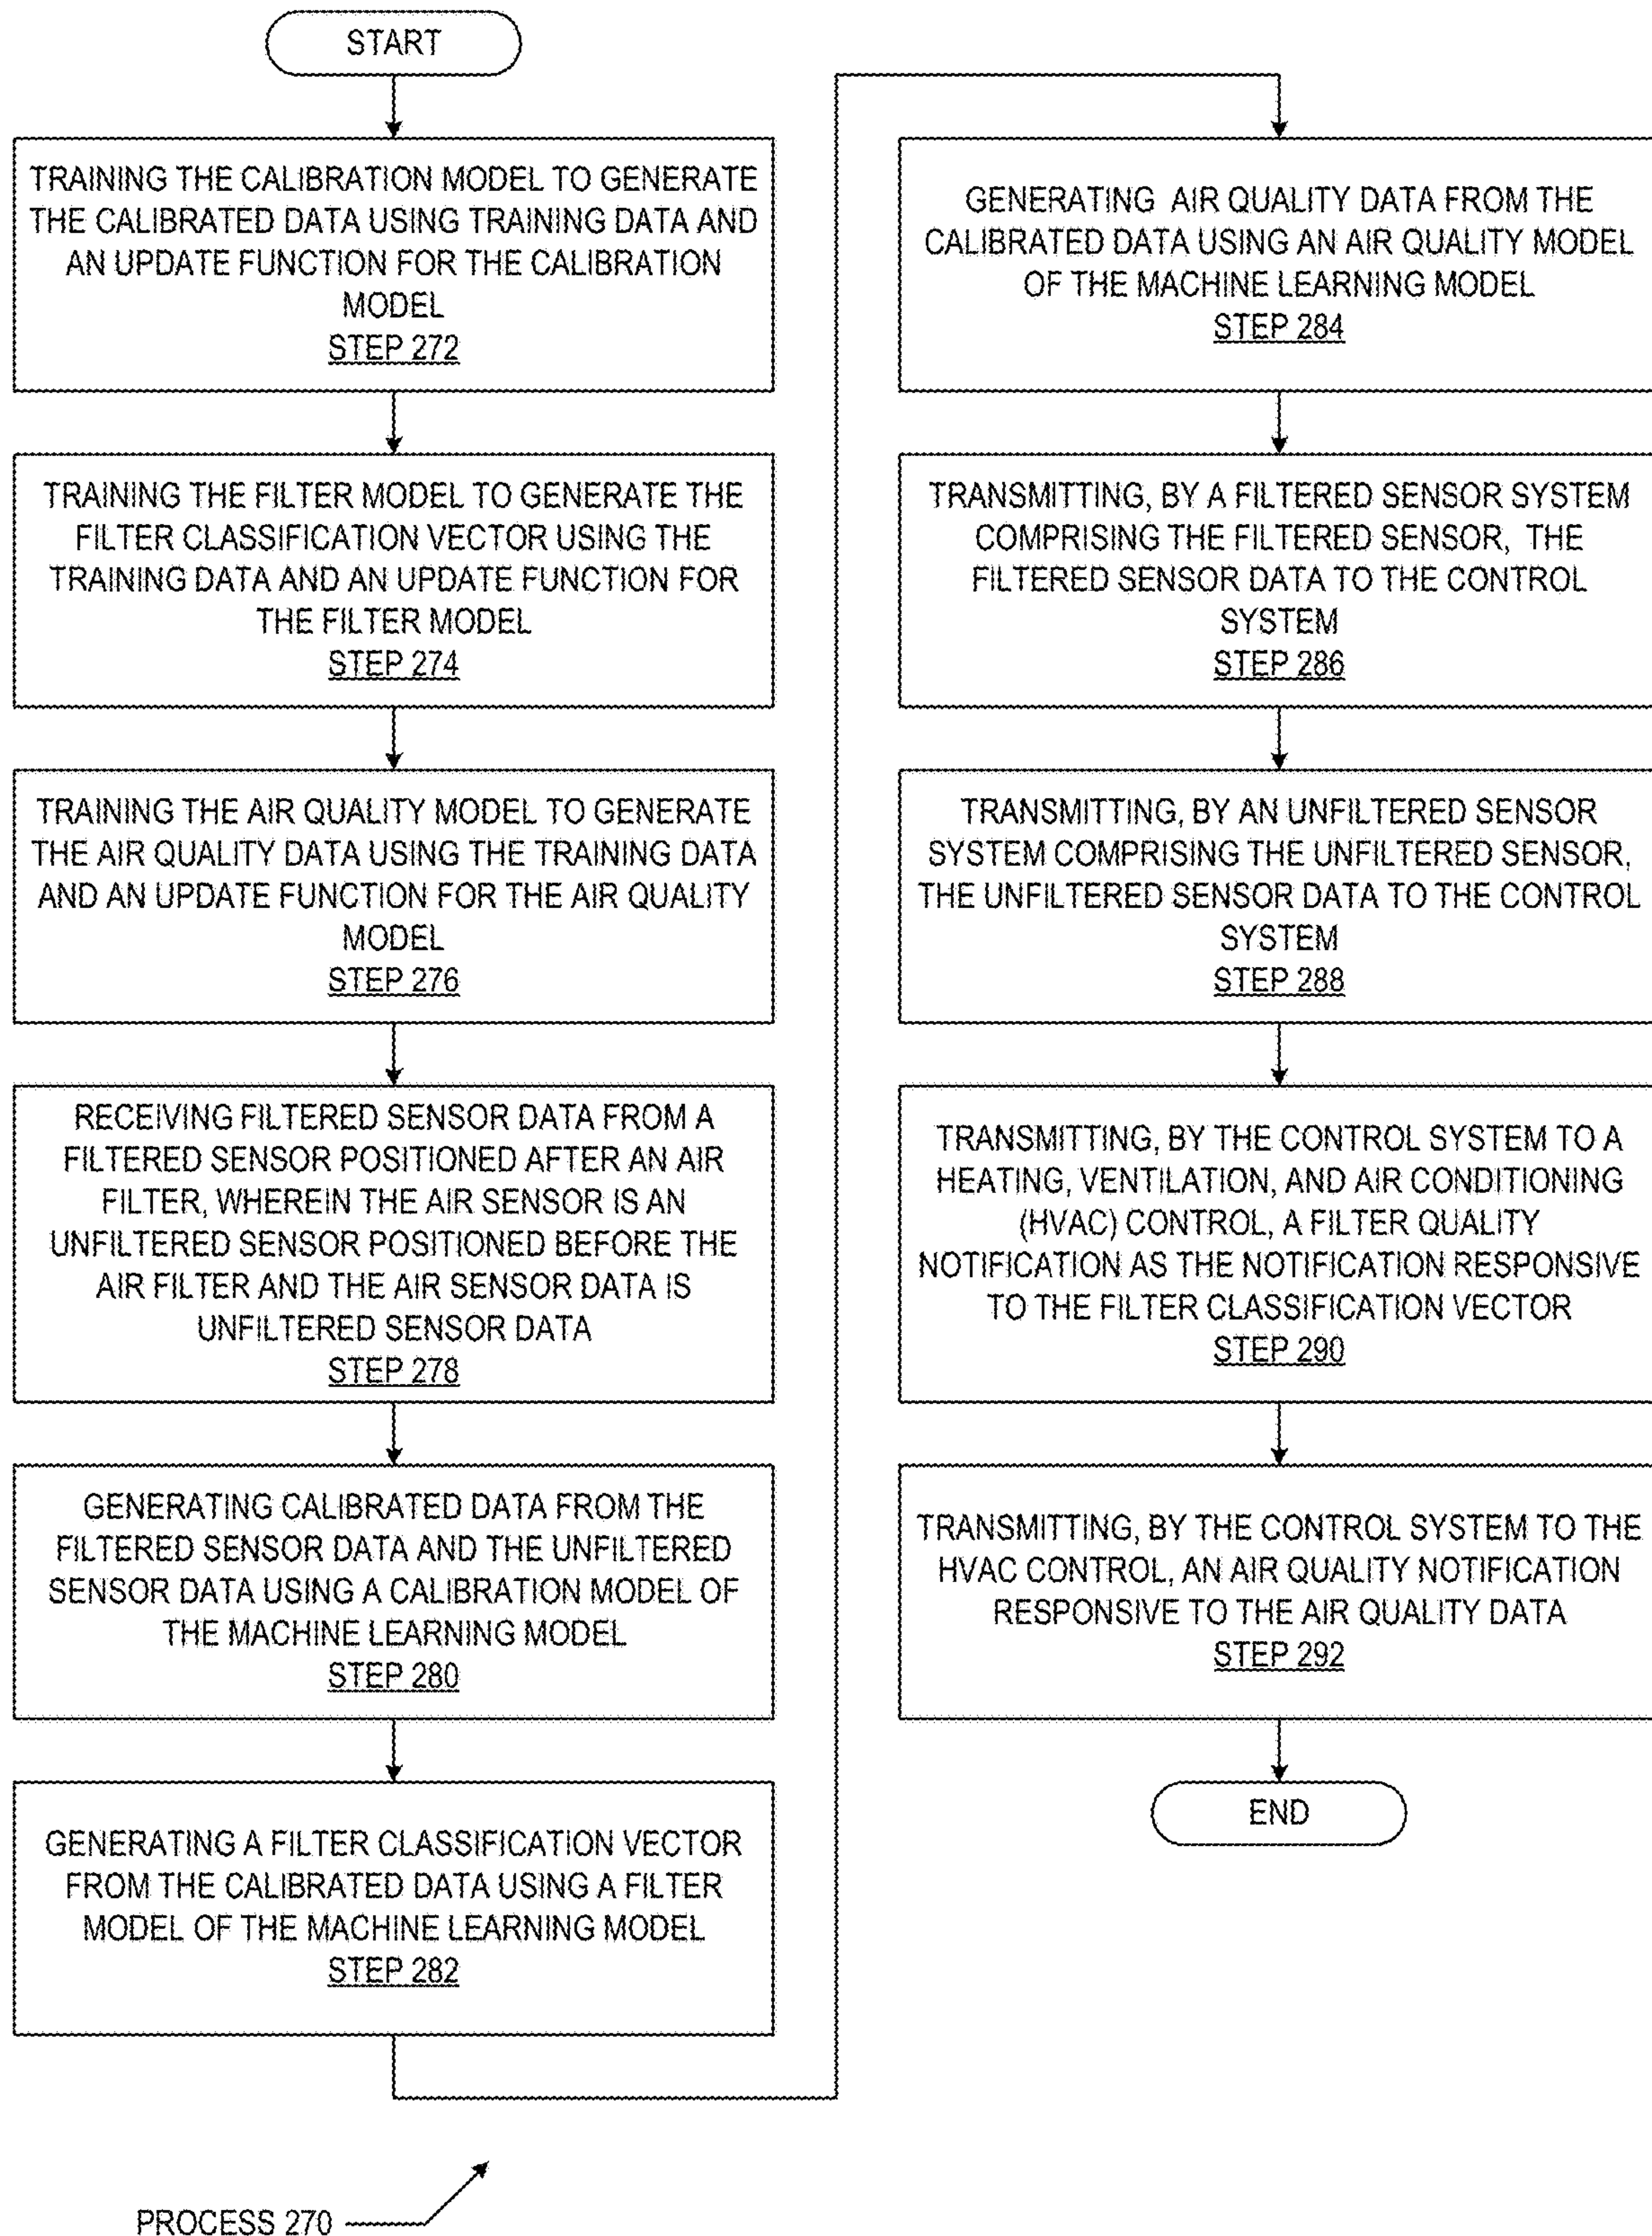 START
TRAINING THE CALIBRATION MODEL TO GENERATE
THE CALIBRATED DATA USING TRAINING DATA AND
AN UPDATE FUNCTION FOR THE CALIBRATION
MODEL
STEP 272
TRAINING THE FILTER MODEL TO GENERATE THE
FILTER CLASSIFICATION VECTOR USING THE
TRAINING DATA AND AN UPDATE FUNCTION FOR
THE FILTER MODEL
STEP 274
TRAINING THE AIR QUALITY MODEL TO GENERATE
THE AIR QUALITY DATA USING THE TRAINING DATA
AND AN UPDATE FUNCTION FOR THE AIR QUALITY
MODEL
STEP 276
RECEIVING FILTERED SENSOR DATA FROM A
FILTERED SENSOR POSITIONED AFTER AN AIR
FILTER, WHEREIN THE AIR SENSOR IS AN
UNFILTERED SENSOR POSITIONED BEFORE THE
AIR FILTER AND THE AIR SENSOR DATA IS
UNFILTERED SENSOR DATA
STEP 278
GENERATING CALIBRATED DATA FROM THE
FILTERED SENSOR DATA AND THE UNFILTERED
SENSOR DATA USING A CALIBRATION MODEL OF
THE MACHINE LEARNING MODEL
STEP 280
GENERATING A FILTER CLASSIFICATION VECTOR
FROM THE CALIBRATED DATA USING A FILTER
MODEL OF THE MACHINE LEARNING MODEL
STEP 282
GENERATING AIR QUALITY DATA FROM THE
CALIBRATED DATA USING AN AIR QUALITY MODEL
OF THE MACHINE LEARNING MODEL
STEP 284
TRANSMITTING, BY A FILTERED SENSOR SYSTEM
COMPRISING THE FILTERED SENSOR, THE
FILTERED SENSOR DATA TO THE CONTROL
SYSTEM
STEP 286
TRANSMITTING, BY AN UNFILTERED SENSOR
SYSTEM COMPRISING THE UNFILTERED SENSOR,
THE UNFILTERED SENSOR DATA TO THE CONTROL
SYSTEM
STEP 288
TRANSMITTING, BY THE CONTROL SYSTEM TO A
HEATING, VENTILATION, AND AIR CONDITIONING
(HVAC) CONTROL, A FILTER QUALITY
NOTIFICATION AS THE NOTIFICATION RESPONSIVE
TO THE FILTER CLASSIFICATION VECTOR
STEP 290
TRANSMITTING, BY THE CONTROL SYSTEM TO THE
HVAC CONTROL, AN AIR QUALITY NOTIFICATION
RESPONSIVE TO THE AIR QUALITY DATA
STEP 292
END
PROCESS 270